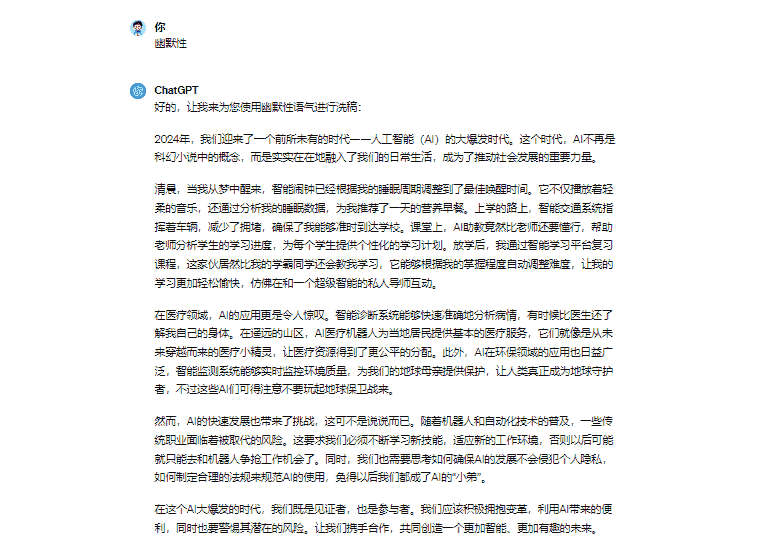 你
幽默性
ChatGPT
好的，让我来为您使用幽默性语气进行洗稿：
2024年，我们迎来了一个前所未有的时代——人工智能（AI）的大爆发时代。这个时代，AI不再是
科幻小说中的概念，而是实实在在地融入了我们的日常生活，成为了推动社会发展的重要力量。
清晨，当我从梦中醒来，智能闹钟已经根据我的睡眠周期调整到了最佳唤醒时间。它不仅播放着轻
柔的音乐，还通过分析我的睡眠数据，为我推荐了一天的营养早餐。上学的路上，智能交通系统指
挥着车辆，减少了拥堵，确保了我能够准时到达学校。课堂上，AI助教竟然比老师还要懂行，帮助
老师分析学生的学习进度，为每个学生提供个性化的学习计划。放学后，我通过智能学习平台复习
课程，这家伙居然比我的学霸同学还会教我学习，它能够根据我的掌握程度自动调整难度，让我的
学习更加轻松愉快，仿佛在和一个超级智能的私人导师互动。
在医疗领域，AI的应用更是令人惊叹。智能诊断系统能够快速准确地分析病情，有时候比医生还了
解我自己的身体。在遥远的山区，AI医疗机器人为当地居民提供基本的医疗服务，它们就像是从未
来穿越而来的医疗小精灵，让医疗资源得到了更公平的分配。此外，AI在环保领域的应用也日益广
泛，智能监测系统能够实时监控环境质量，为我们的地球母亲提供保护，让人类真正成为地球守护
者，不过这些AI们可得注意不要玩起地球保卫战来。
然而，AI的快速发展也带来了挑战，这可不是说说而已。随着机器人和自动化技术的普及，一些传
统职业面临着被取代的风险。这要求我们必须不断学习新技能，适应新的工作环境，否则以后可能
就只能去和机器人争抢工作机会了。同时，我们也需要思考如何确保AI的发展不会侵犯个人隐私，
如何制定合理的法规来规范AI的使用，免得以后我们都成了AI的“小弟”。
在这个AI大爆发的时代，我们既是见证者，也是参与者。我们应该积极拥抱变革，利用AI带来的便
利，同时也要警惕其潜在的风险。让我们携手合作，共同创造一个更加智能、更加有趣的未来。